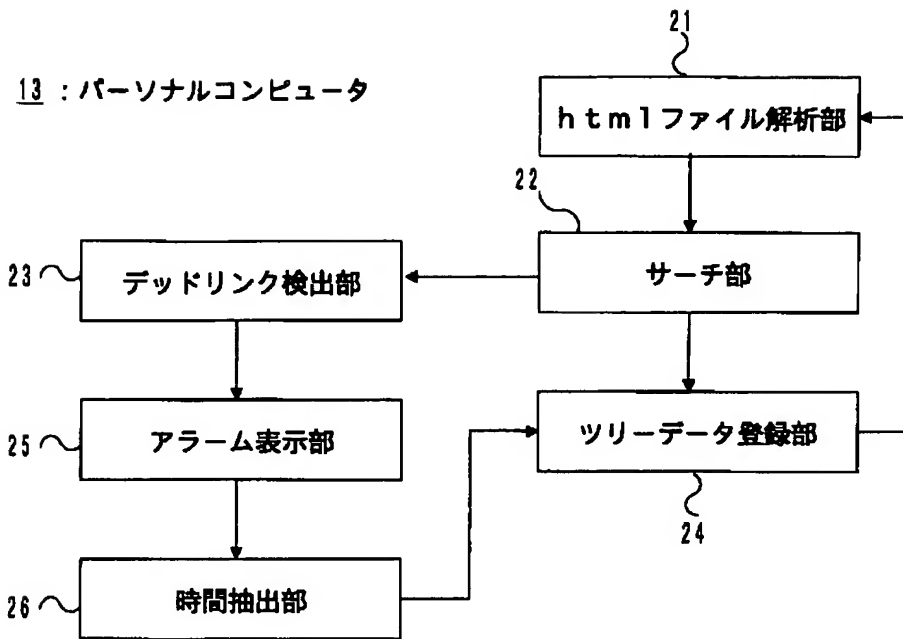 21
13 : パーソナルコンピュータ
htmlファイル解析部
22
23
デッドリンク検出部
サーチ部
25
アラーム表示部
ツリーデータ登録部
24
26
時間抽出部